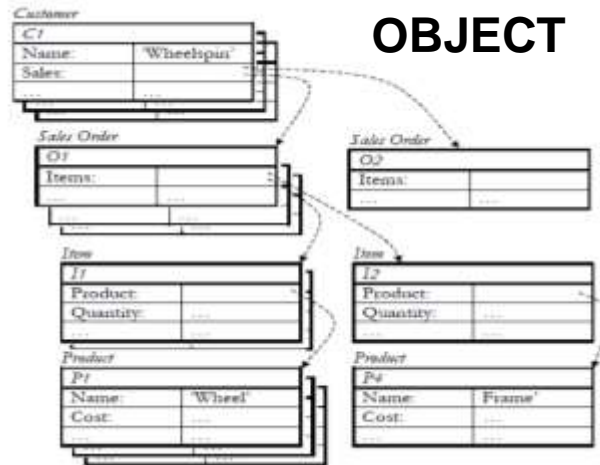 OBJECT
Customer
C1
Name: 'Wheelspin'
Sales:
... ...
... ...
Sales Order
O1
Items:
... ...
... ...
Sales Order
O2
Items:
... ...
Item
I1
Product:
Quantity: ...
... ...
Item
I2
Product:
Quantity: ...
... ...
Product
P1
Name: 'Wheel'
Cost: ...
... ...
... ...
Product
P4
Name: Frame'
Cost: ...
... ...